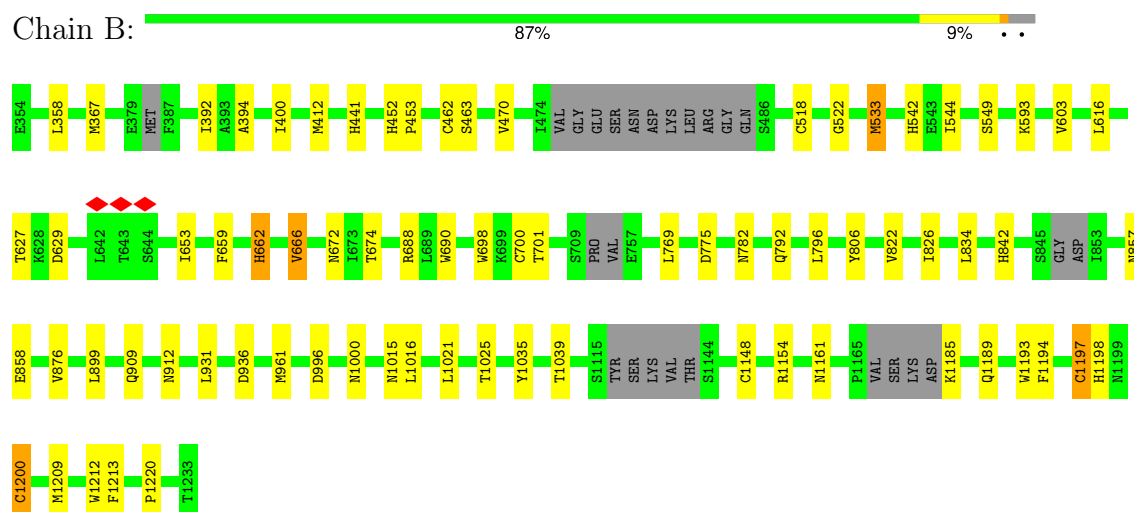 Chain B:
87% 9% • •
E354 L358 M367 E379 MET F387 I392 A393 A394 I400 M412 H441 H452 P453 C462 S463 V470 I474 VAL GLY GLU SER ASN ASP LYS LEU ARG GLY GLN S486 C518 G522 M533 H542 E543 I544 S549 K593 V603 L616
T627 K628 D629 L642 T643 S644 I653 F659 H662 V666 N672 I673 T674 R688 L689 W690 W698 K699 C700 T701 S709 PRO VAL E757 L769 D775 N782 Q792 L796 Y806 V822 I826 L834 H842 S845 GLY ASP I853 N857
E858 V876 L899 Q909 N912 L931 D936 M961 D996 N1000 N1015 L1016 L1021 T1025 Y1035 T1039 S1115 TYR SER LYS VAL THR S1144 C1148 R1154 N1161 P1165 VAL SER LYS ASP K1185 Q1189 W1193 F1194 C1197 H1198 N1199
C1200 M1209 W1212 F1213 P1220 T1233